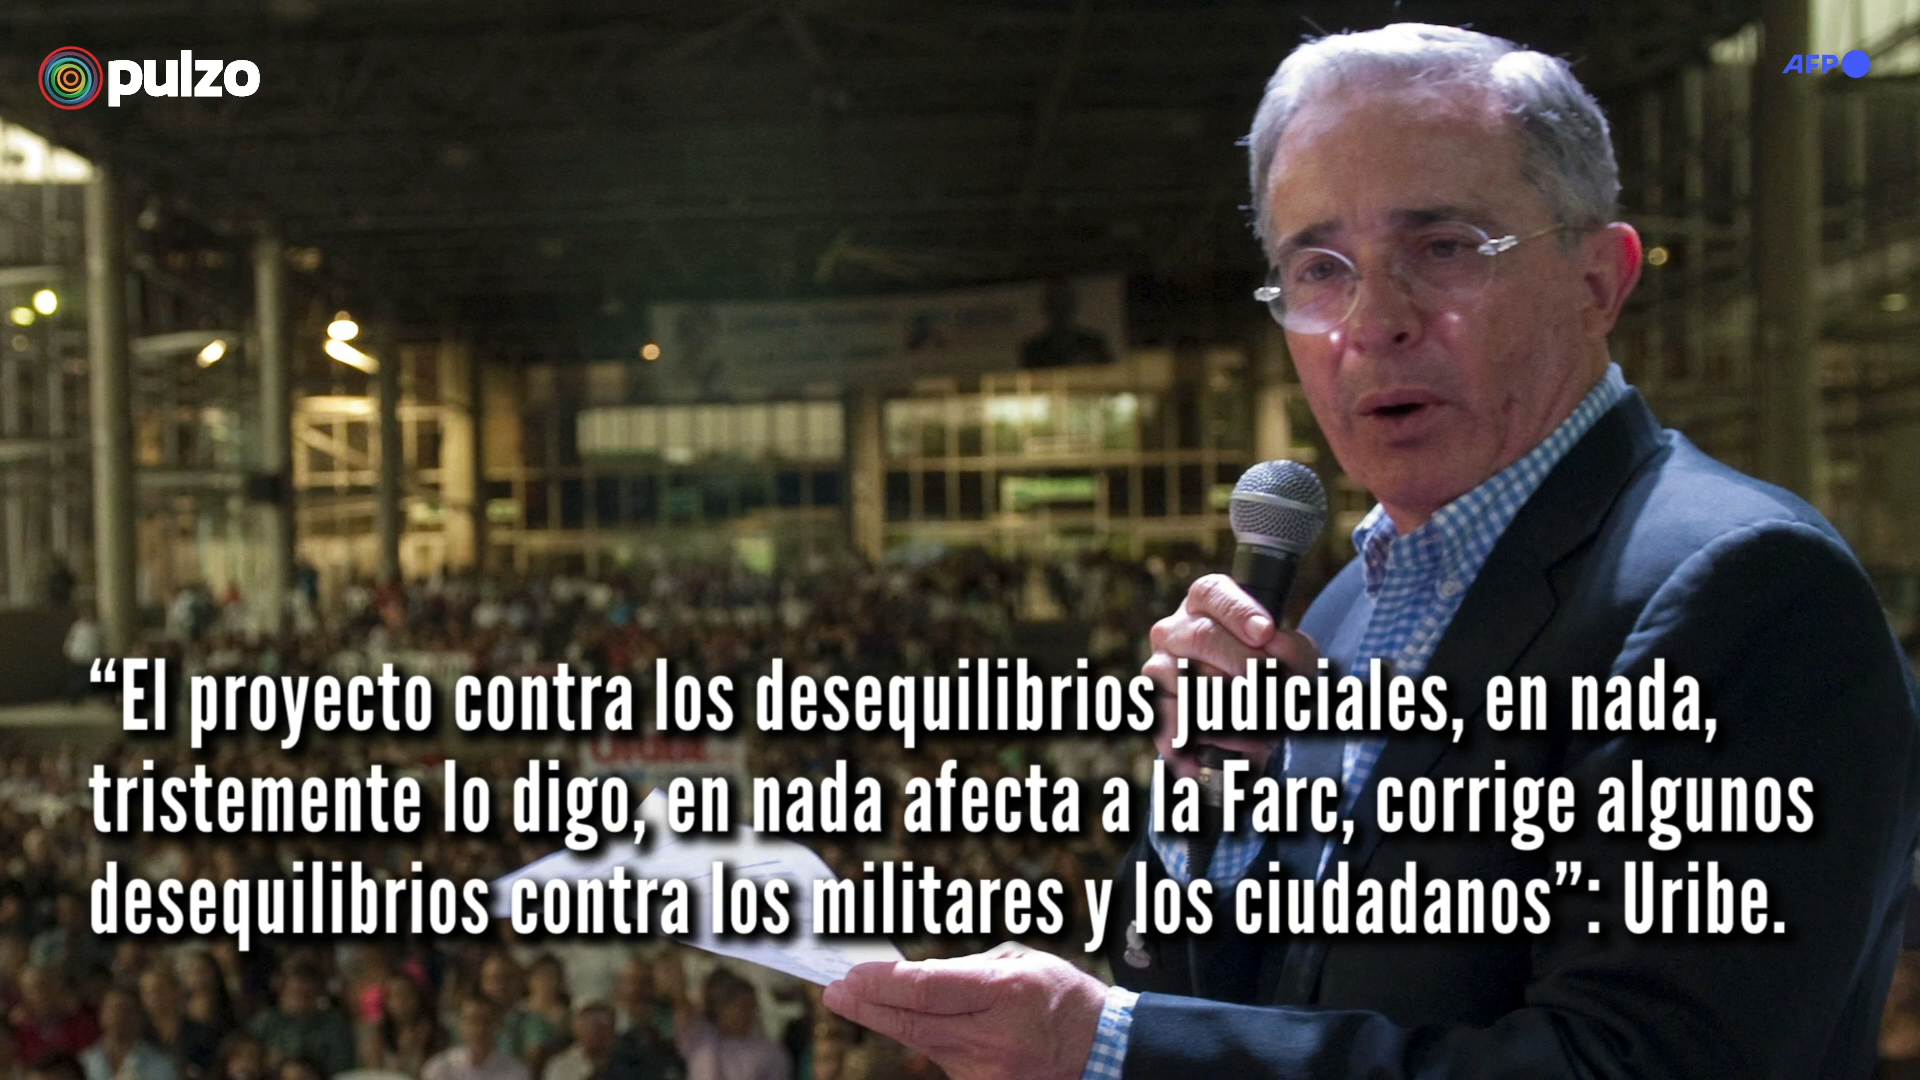 pulzo
AFP
“El proyecto contra los desequilibrios judiciales, en nada,
tristemente lo digo, en nada afecta a la Farc, corrige algunos
desequilibrios contra los militares y los ciudadanos”: Uribe.